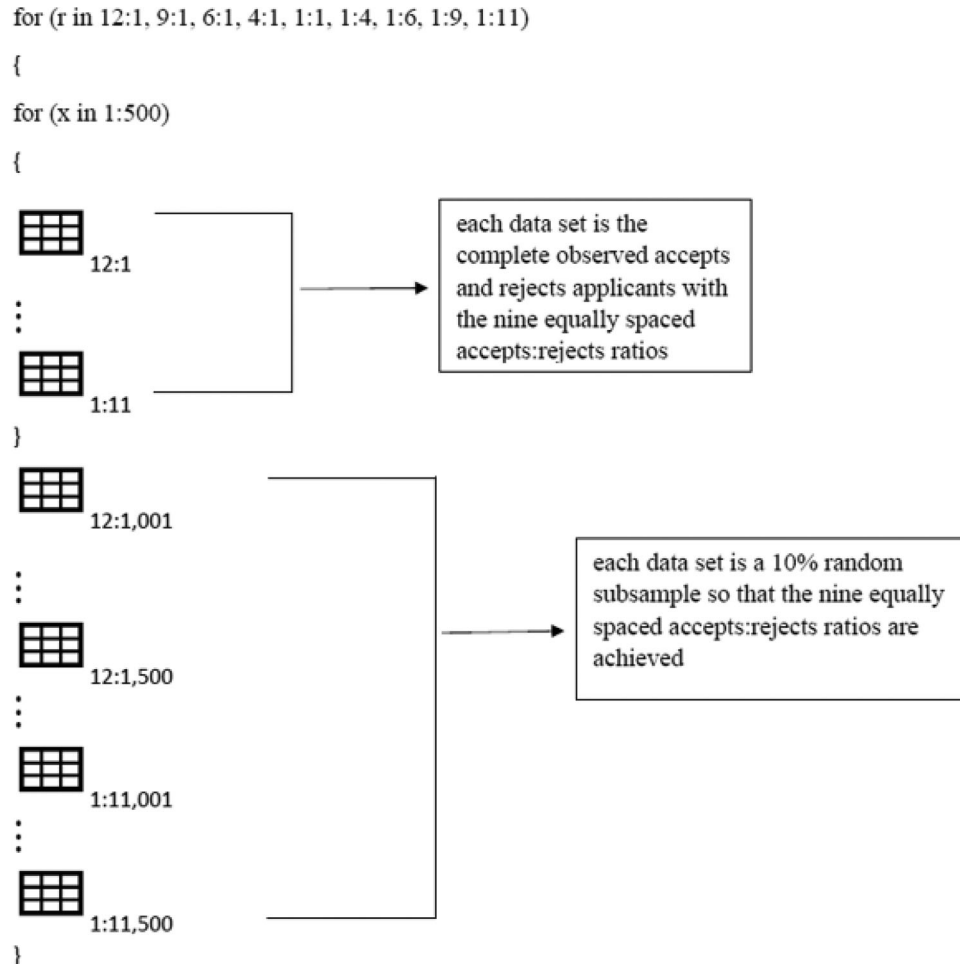 for (r in 12:1, 9:1, 6:1, 4:1, 1:1, 1:4, 1:6, 1:9, 1:11)
{
for (x in 1:500)
{
12:1
1:11
each data set is the
complete observed accepts
and rejects applicants with
the nine equally spaced
accepts:rejects ratios
}
12:1,001
12:1,500
1:11,001
1:11,500
each data set is a 10% random
subsample so that the nine equally
spaced accepts:rejects ratios are
achieved
}